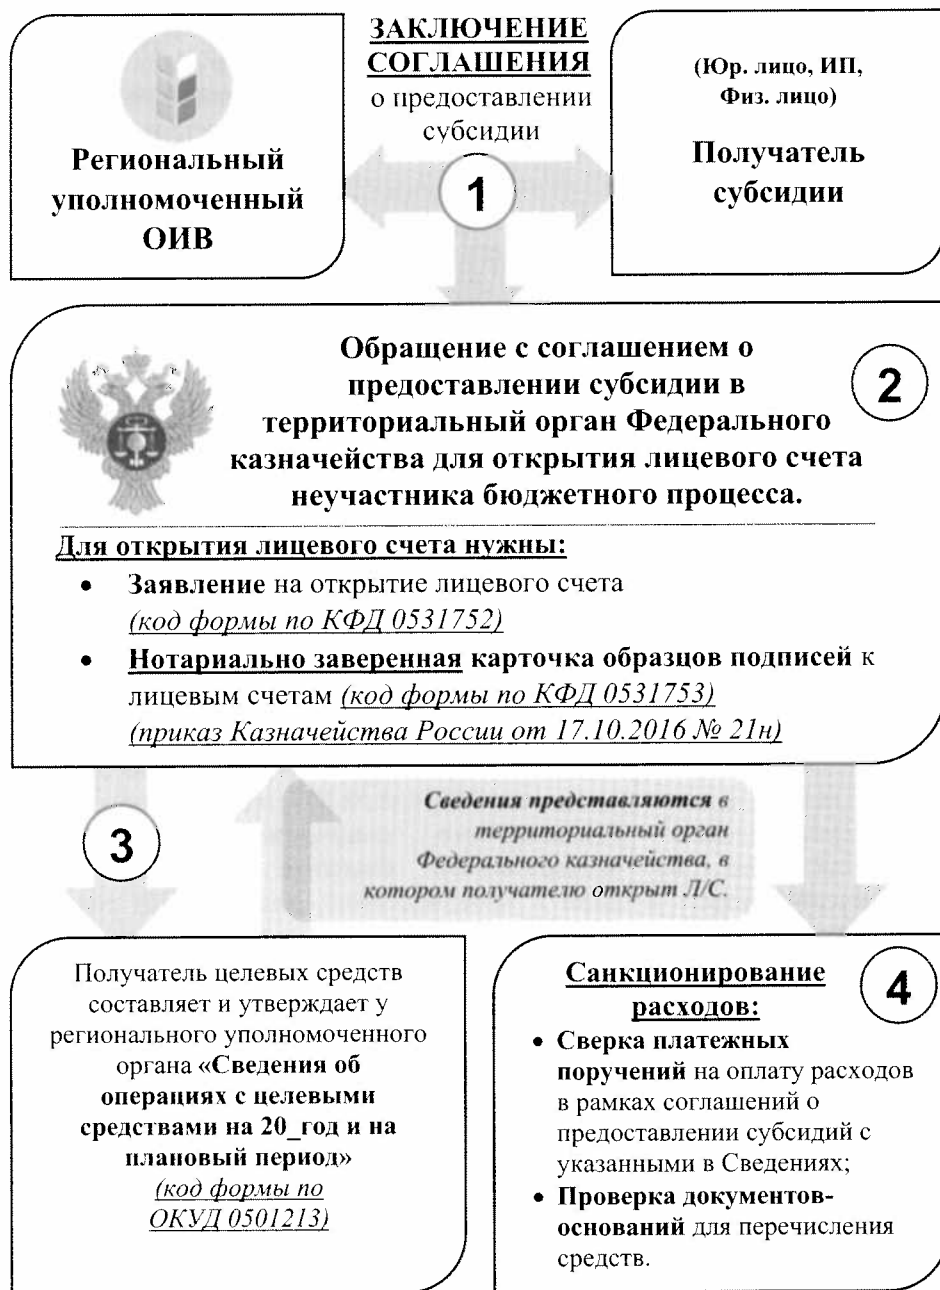 ЗАКЛЮЧЕНИЕ
СОГЛАШЕНИЯ
о предоставлении
субсидии
Региональный
уполномоченный
ОИВ
1
(Юр. лицо, ИП,
Физ. лицо)
Получатель
субсидии
Обращение с соглашением о
предоставлении субсидии в
территориальный орган Федерального
казначейства для открытия лицевого счета
неучастника бюджетного процесса.
2
Для открытия лицевого счета нужны:
• Заявление на открытие лицевого счета
(код формы по КФД 0531752)
• Нотариально заверенная карточка образцов подписей к
лицевым счетам (код формы по КФД 0531753)
(приказ Казначейства России от 17.10.2016 № 21н)
3
Сведения представляются в
территориальный орган
Федерального казначейства, в
котором получателю открыт Л/С.
Получатель целевых средств
составляет и утверждает у
регионального уполномоченного
органа «Сведения об
операциях с целевыми
средствами на 20_год и на
плановый период»
(код формы по
ОКУД 0501213)
Санкционирование
расходов:
4
• Сверка платежных
поручений на оплату расходов
в рамках соглашений о
предоставлении субсидий с
указанными в Сведениях;
• Проверка документов-
оснований для перечисления
средств.